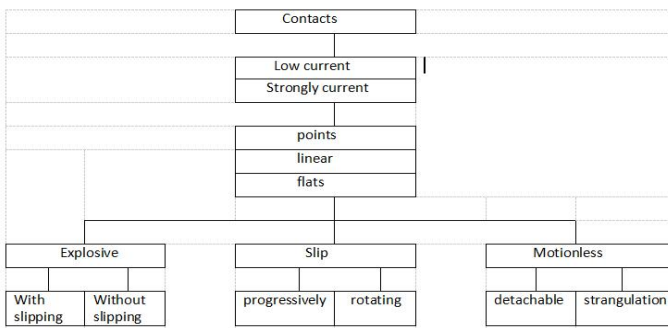 Contacts
Low current
Strongly current
points
linear
flats
Explosive
Slip
Motionless
With
slipping
Without
slipping
progressively
rotating
detachable
strangulation